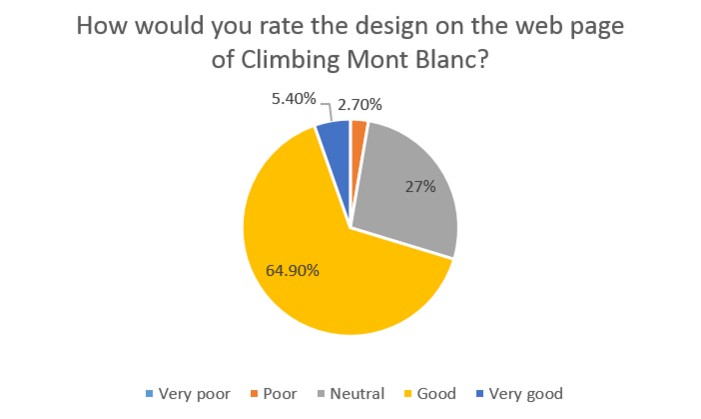 How would you rate the design on the web page
of Climbing Mont Blanc?
5.40%
2.70%
27%
64.90%
Very poor
Poor
Neutral
Good
Very good